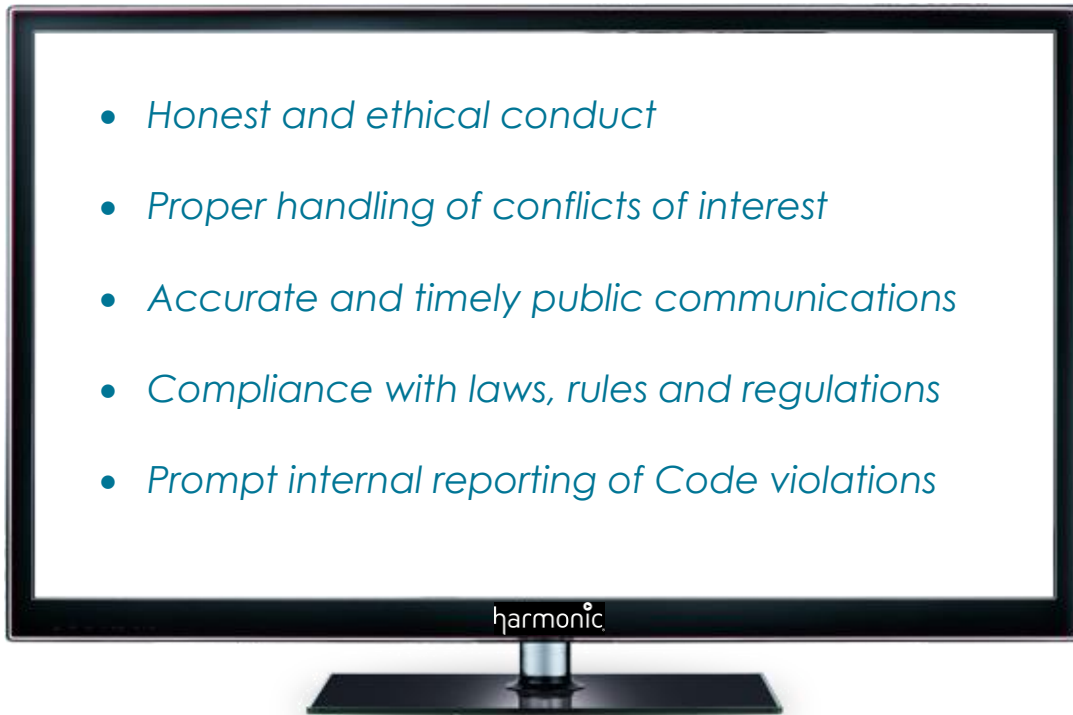 • Honest and ethical conduct
• Proper handling of conflicts of interest
• Accurate and timely public communications
• Compliance with laws, rules and regulations
• Prompt internal reporting of Code violations
harmonic